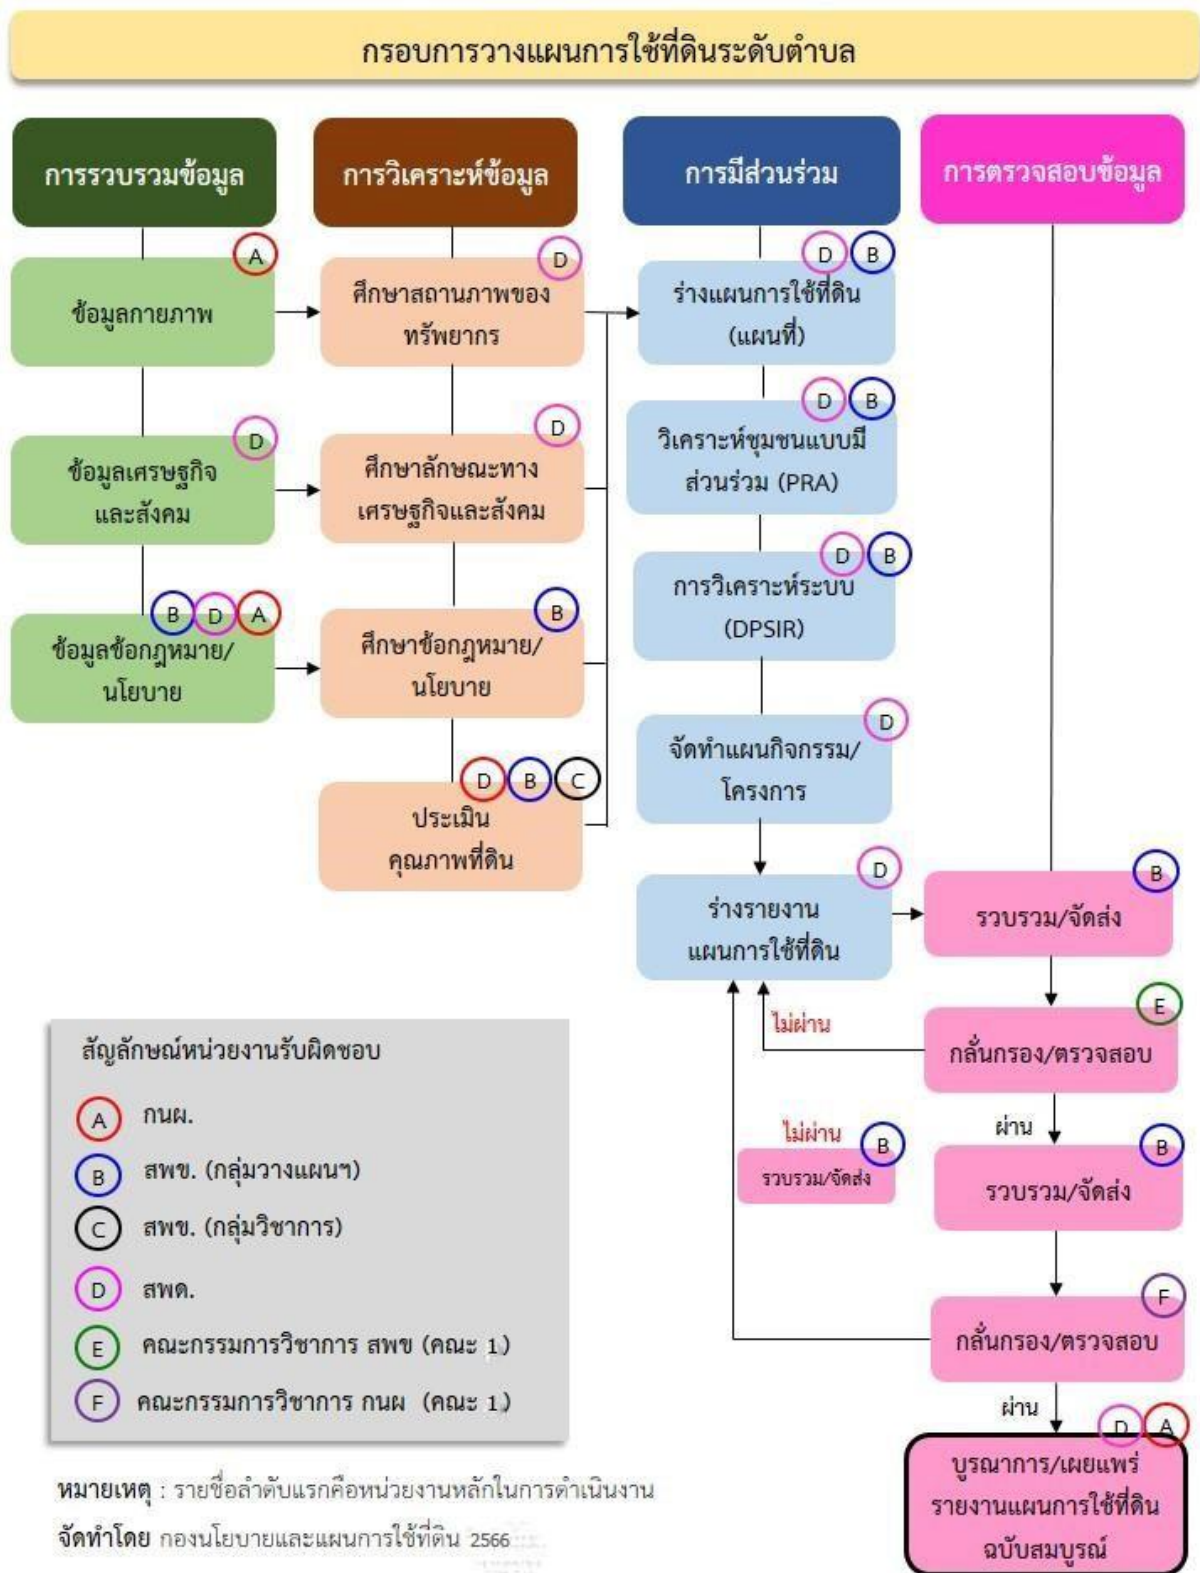 กรอบการวางแผนการใช้ที่ดินระดับตำบล
การรวบรวมข้อมูล
การวิเคราะห์ข้อมูล
การมีส่วนร่วม
การตรวจสอบข้อมูล
A
ข้อมูลกายภาพ
D
ศึกษาสถานภาพของ
ทรัพยากร
D B
ร่างแผนการใช้ที่ดิน
(แผนที่)
D
ข้อมูลเศรษฐกิจ
และสังคม
D
ศึกษาลักษณะทาง
เศรษฐกิจและสังคม
D B
วิเคราะห์ชุมชนแบบมี
ส่วนร่วม (PRA)
B D A
ข้อมูลข้อกฎหมาย/
นโยบาย
B
ศึกษาข้อกฎหมาย/
นโยบาย
D B
การวิเคราะห์ระบบ
(DPSIR)
D B C
ประเมิน
คุณภาพที่ดิน
D
จัดทำแผนกิจกรรม/
โครงการ
D
ร่างรายงาน
แผนการใช้ที่ดิน
B
รวบรวม/จัดส่ง
E
กลั่นกรอง/ตรวจสอบ
ไม่ผ่าน
ผ่าน
B
รวบรวม/จัดส่ง
ไม่ผ่าน
B
รวบรวม/จัดส่ง
F
กลั่นกรอง/ตรวจสอบ
ผ่าน
D A
บูรณาการ/เผยแพร่
รายงานแผนการใช้ที่ดิน
ฉบับสมบูรณ์
สัญลักษณ์หน่วยงานรับผิดชอบ
A กนผ.
B สพข. (กลุ่มวางแผนฯ)
C สพข. (กลุ่มวิชาการ)
D สพด.
E คณะกรรมการวิชาการ สพข (คณะ 1)
F คณะกรรมการวิชาการ กนผ (คณะ 1)
หมายเหตุ : รายชื่อลำดับแรกคือหน่วยงานหลักในการดำเนินงาน
จัดทำโดย กองนโยบายและแผนการใช้ที่ดิน 2566